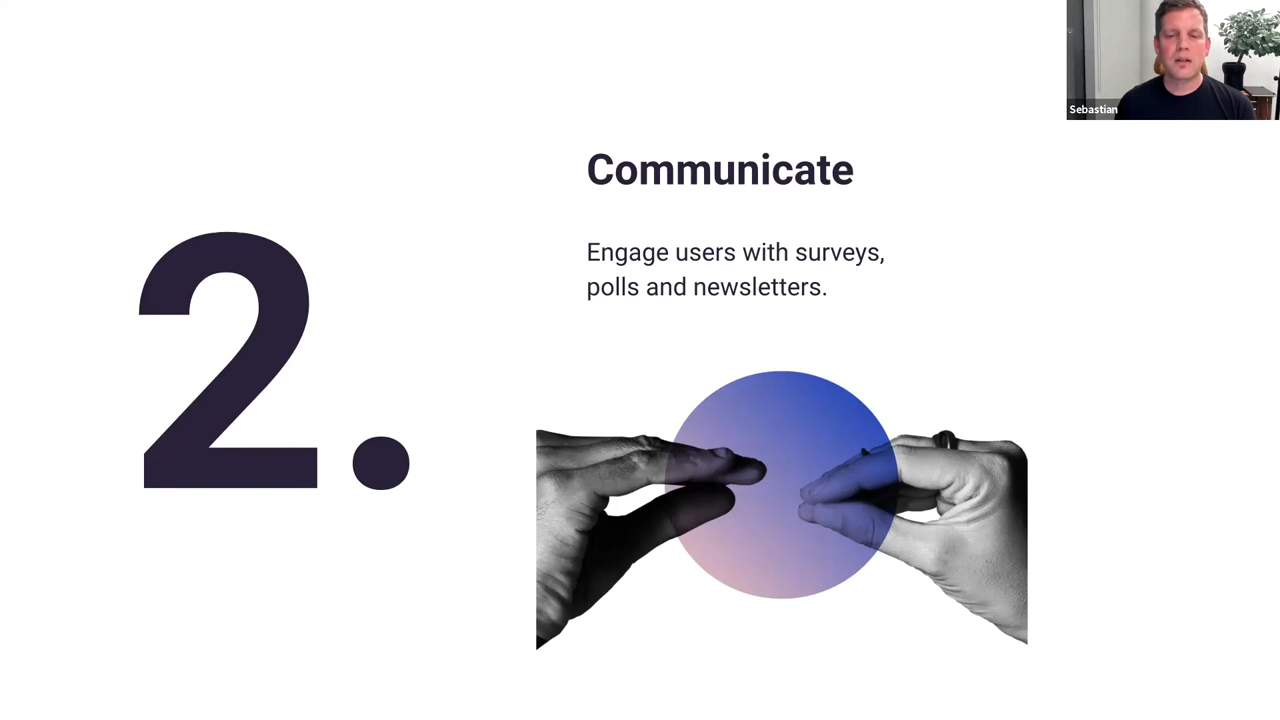 Sebastian
Communicate
2.
Engage users with surveys,
polls and newsletters.